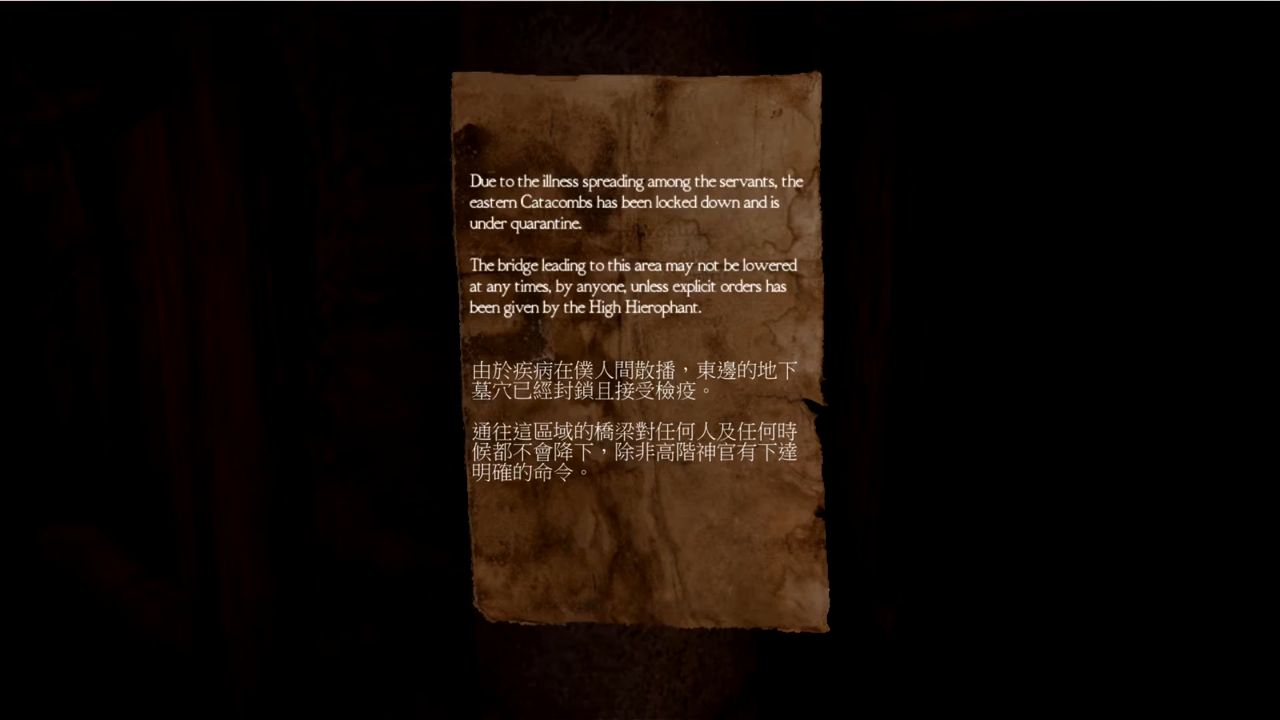 Due to the illness spreading among the servants, the
eastern Catacombs has been locked down and is
under quarantine.
The bridge leading to this area may not be lowered
at any times, by anyone, unless explicit orders has
been given by the High Hierophant.
由於疾病在僕人間散播，東邊的地下
墓穴已經封鎖且接受檢疫。
通往這區域的橋梁對任何人及任何時
候都不會降下，除非高階神官有下達
明確的命令。